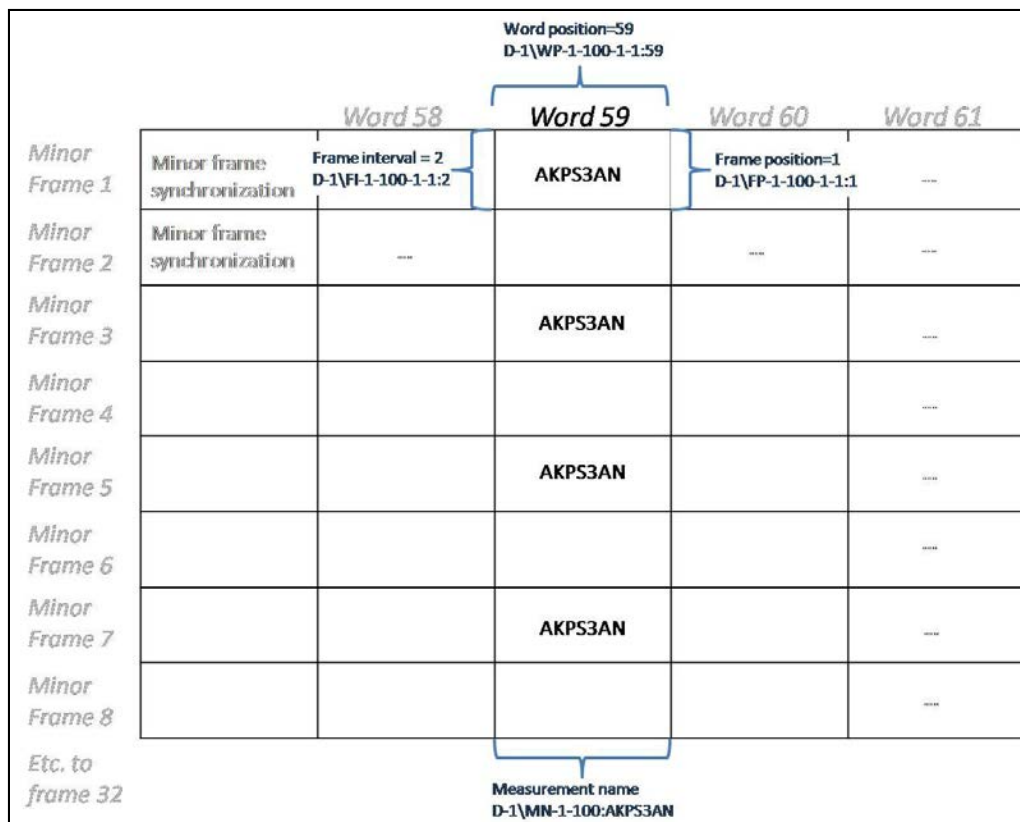 Word position=59
D-1\WP-1-100-1-1:59
Word 58
Word 59
Word 60
Word 61
Minor
Frame 1
Minor frame
synchronization
Frame interval = 2
D-1\FI-1-100-1-1:2
AKPS3AN
Frame position=1
D-1\FP-1-100-1-1:1
....
Minor
Frame 2
Minor frame
synchronization
....
....
....
Minor
Frame 3
AKPS3AN
....
Minor
Frame 4
....
Minor
Frame 5
AKPS3AN
....
Minor
Frame 6
....
Minor
Frame 7
AKPS3AN
....
Minor
Frame 8
....
Etc. to
frame 32
Measurement name
D-1\MN-1-100:AKPS3AN